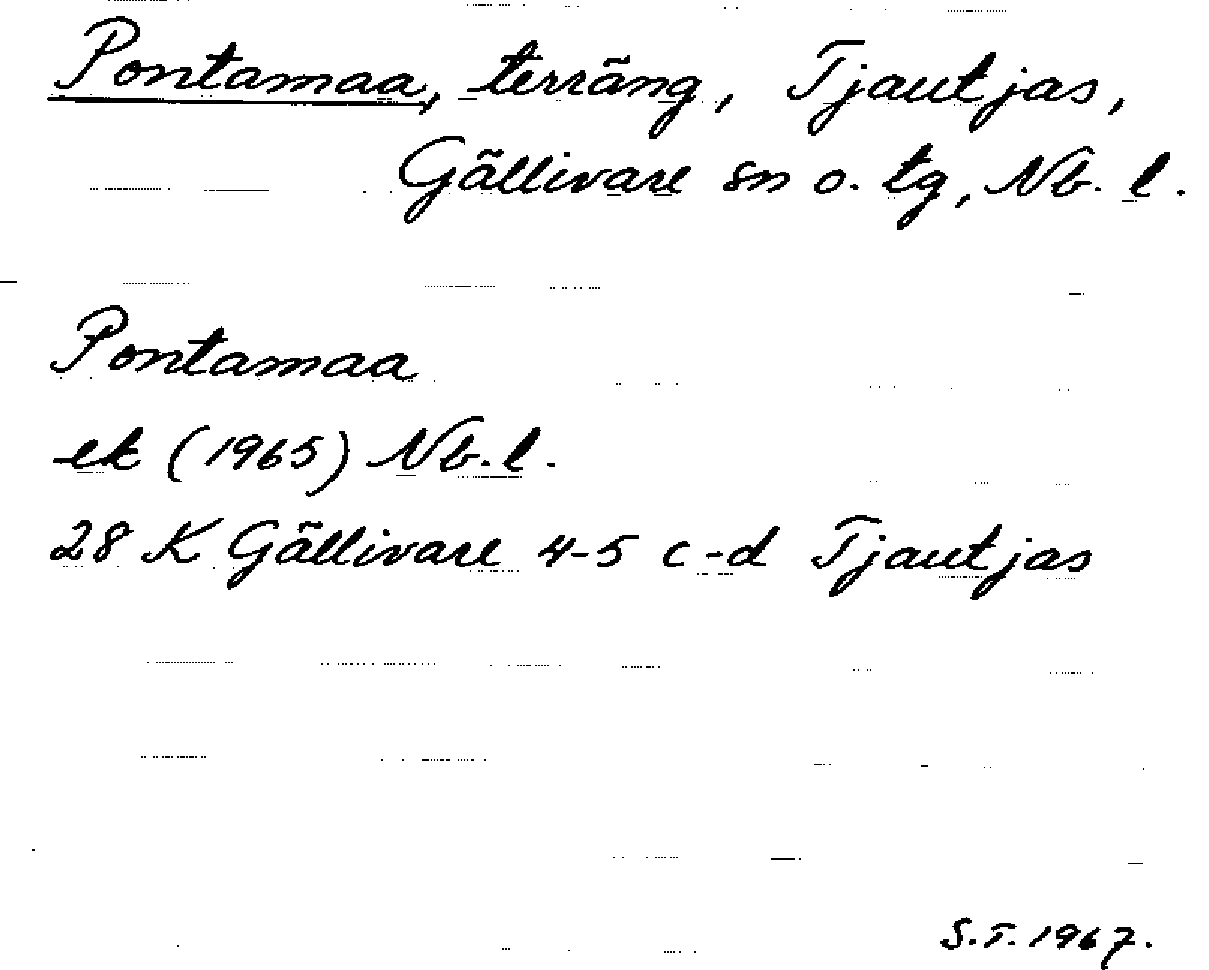 Pontamaa, terräng, Tjautjas,
Gällivare sn o. tg, Nb. l.
Pontamaa
ek (1965) Nb. l.
28 K Gällivare 4-5 c-d Tjautjas
S.T. 1967.